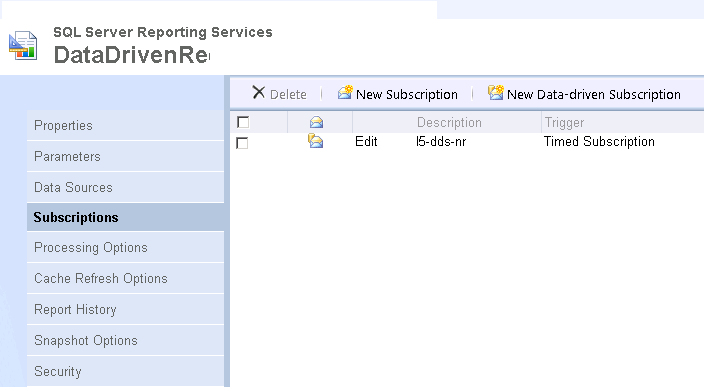 SQL Server Reporting Services
DataDrivenRe
Delete New Subscription New Data-driven Subscription
Description Trigger
Edit l5-dds-nr Timed Subscription
Properties
Parameters
Data Sources
Subscriptions
Processing Options
Cache Refresh Options
Report History
Snapshot Options
Security